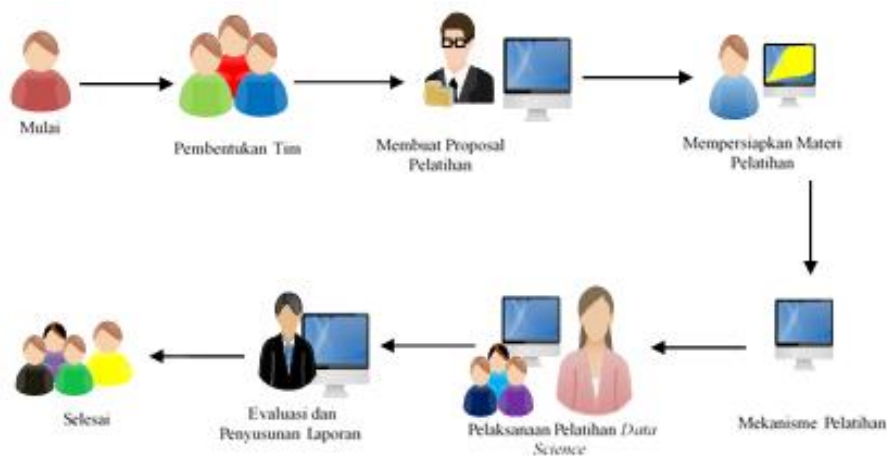 Mulai
Pembentukan Tim
Membuat Proposal
Pelatihan
Mempersiapkan Materi
Pelatihan
Mekanisme Pelatihan
Pelaksanaan Pelatihan Data
Science
Evaluasi dan
Penyusunan Laporan
Selesai